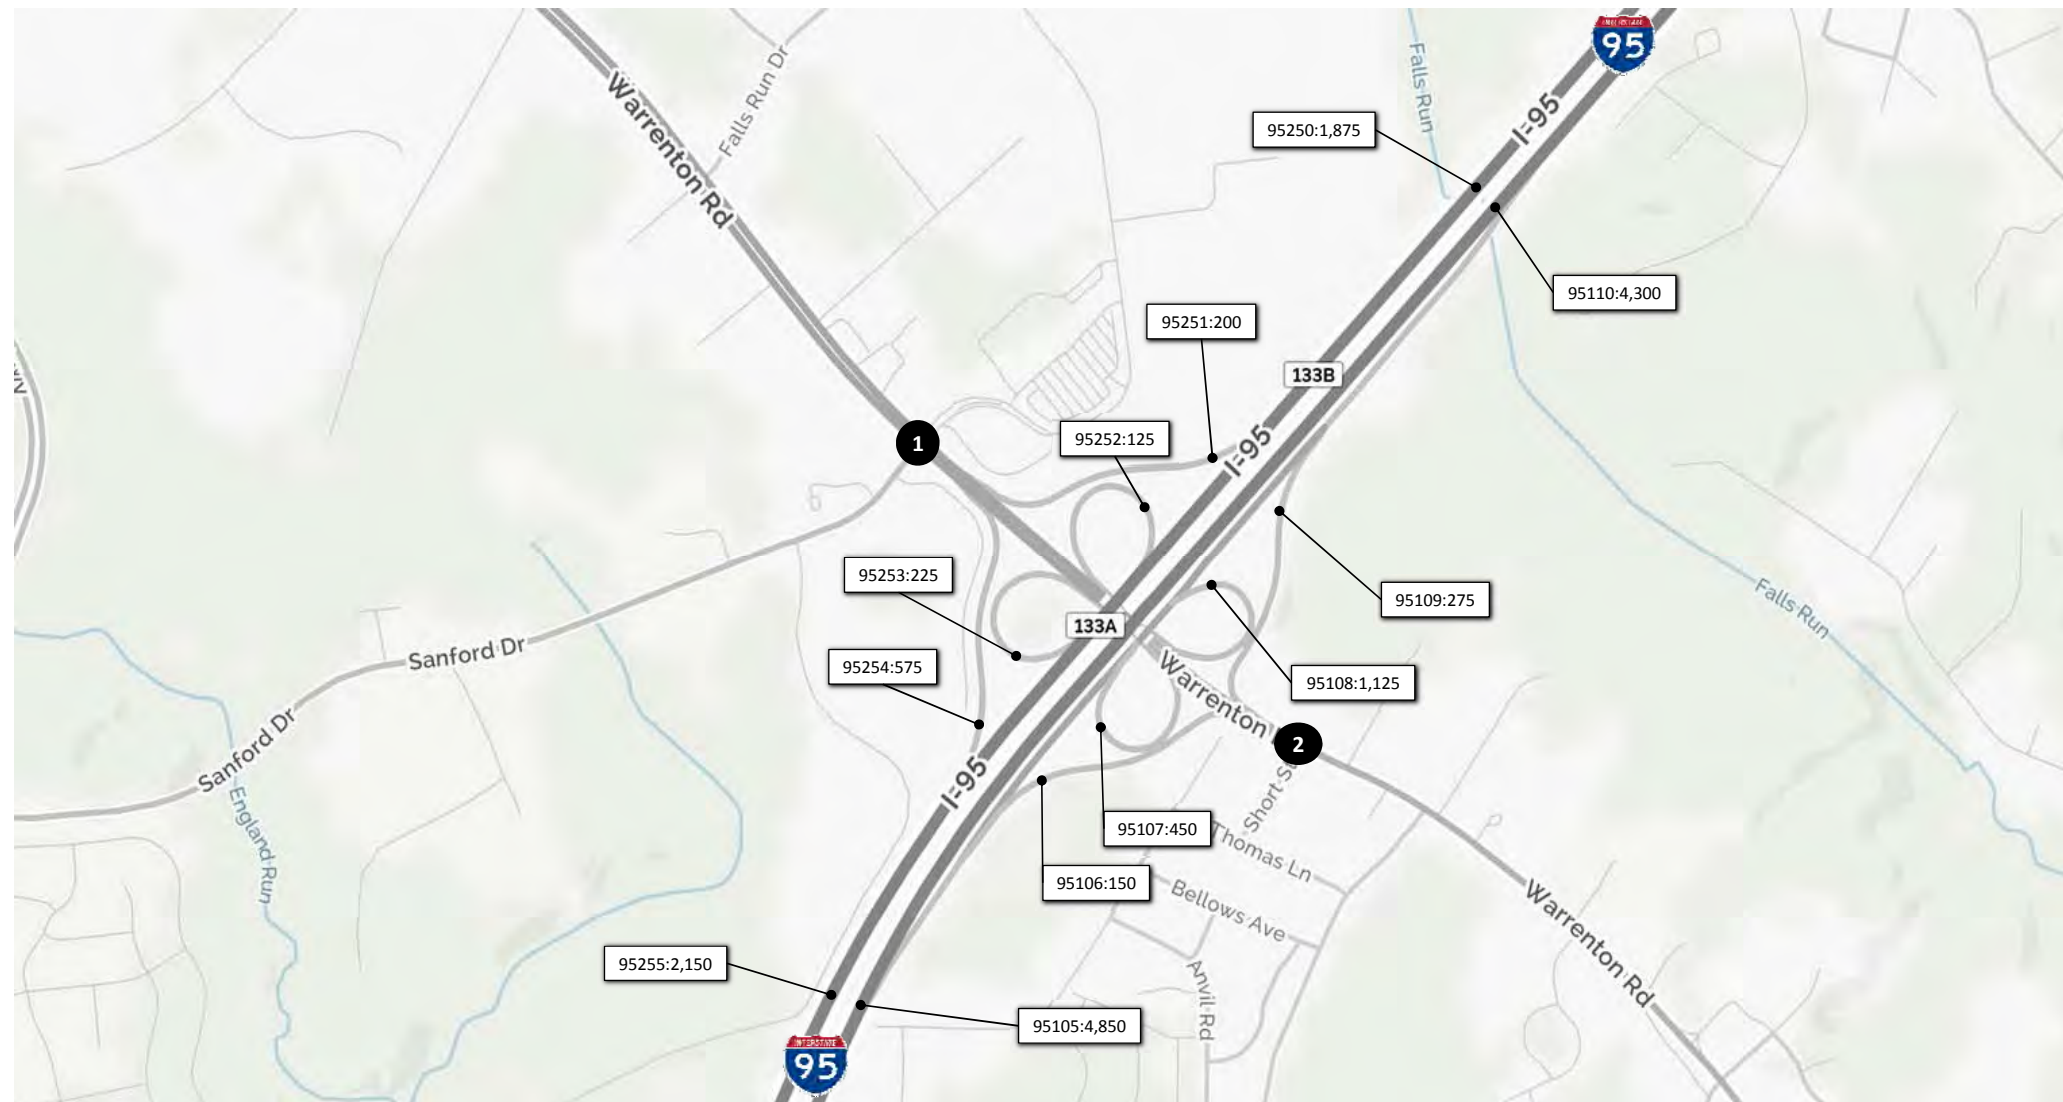 95
Falls Run Dr
Falls Run
Warrenton Rd
I-95
95250:1,875
95110:4,300
95251:200
133B
1
95252:125
I-95
95253:225
95109:275
Falls Run
133A
Sanford Dr
95254:575
95108:1,125
Warrenton
2
Sanford Dr
I-95
Short St
England Run
95107:450
Thomas Ln
95106:150
Bellows Ave
Warrenton Rd
95255:2,150
Anvil Rd
95105:4,850
INTERSTATE
95